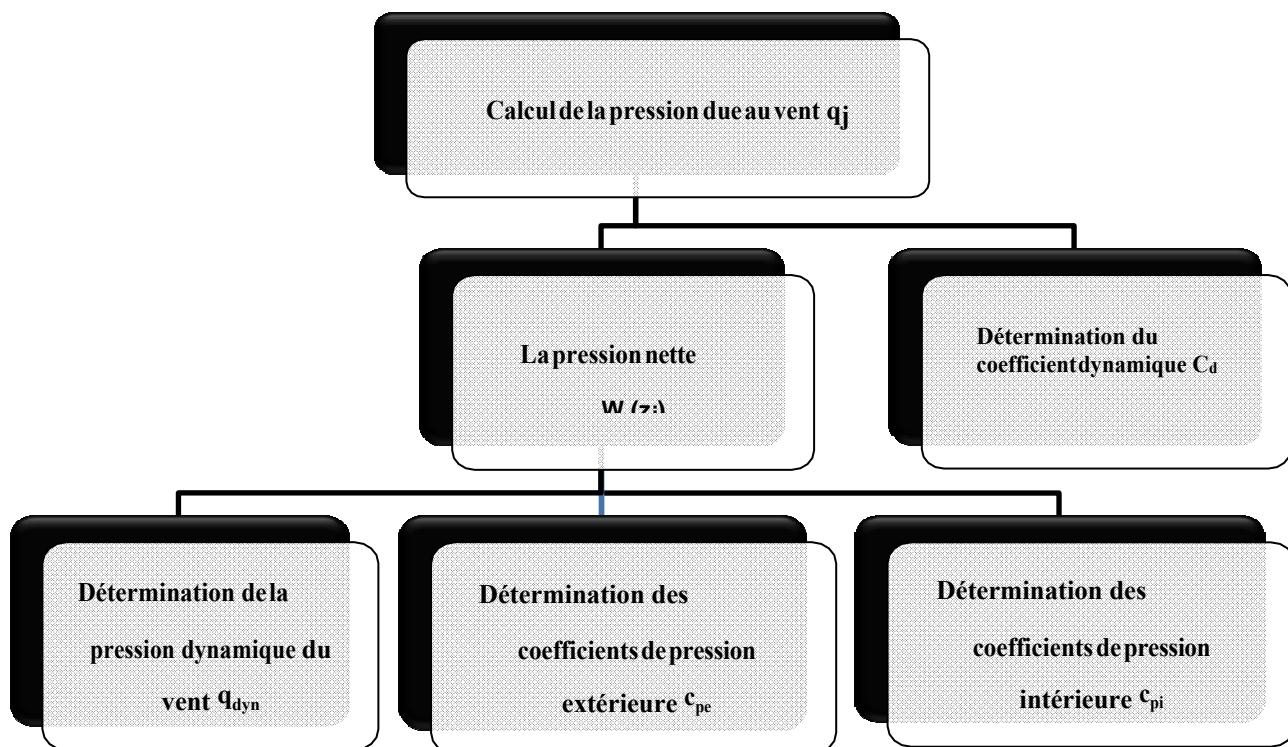 Calcul de la pression due au vent qj
La pression nette
W (zj)
Détermination du
coefficient dynamique Cd
Détermination de la
pression dynamique du
vent qdyn
Détermination des
coefficients de pression
extérieure cpe
Détermination des
coefficients de pression
intérieure cpi